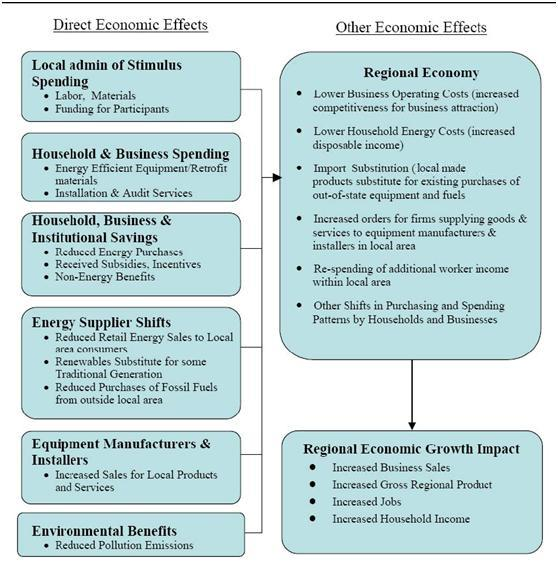 Direct Economic Effects
Local admin of Stimulus
Spending
• Labor, Materials
• Funding for Participants
Household & Business Spending
• Energy Efficient Equipment/Retrofit
materials
• Installation & Audit Services
Household, Business &
Institutional Savings
• Reduced Energy Purchases
• Received Subsidies, Incentives
• Non-Energy Benefits
Energy Supplier Shifts
• Reduced Retail Energy Sales to Local
area consumers
• Renewables Substitute for some
Traditional Generation
• Reduced Purchases of Fossil Fuels
from outside local area
Equipment Manufacturers &
Installers
• Increased Sales for Local Products
and Services
Environmental Benefits
• Reduced Pollution Emissions
Other Economic Effects
Regional Economy
• Lower Business Operating Costs (increased
competitiveness for business attraction)
• Lower Household Energy Costs (increased
disposable income)
• Import Substitution (local made
products substitute for existing purchases of
out-of-state equipment and fuels
• Increased orders for firms supplying goods &
services to equipment manufacturers &
installers in local area
• Re-spending of additional worker income
within local area
• Other Shifts in Purchasing and Spending
Patterns by Households and Businesses
Regional Economic Growth Impact
• Increased Business Sales
• Increased Gross Regional Product
• Increased Jobs
• Increased Household Income